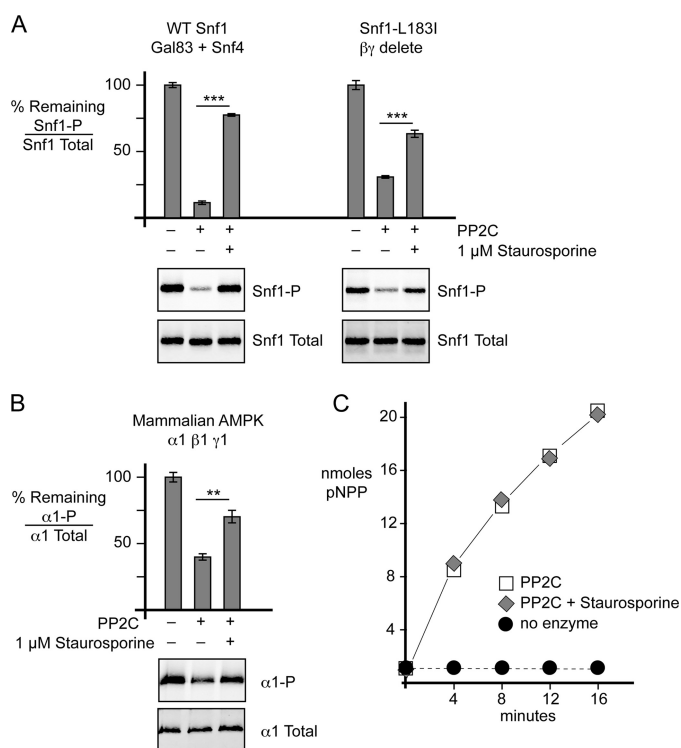 A
WT Snf1
Gal83 + Snf4
Snf1-L183I
βγ delete
% Remaining
Snf1-P
Snf1 Total
100
50
***
***
– + + – + + PP2C
– – + – – + 1 µM Staurosporine
Snf1-P
Snf1-P
Snf1 Total
Snf1 Total
B
Mammalian AMPK
α1 β1 γ1
% Remaining
α1-P
α1 Total
100
50
**
PP2C – + +
1 µM Staurosporine – – +
α1-P
α1 Total
C
nmoles
pNPP
20
16
12
8
4
PP2C
PP2C + Staurosporine
no enzyme
4 8 12 16
minutes